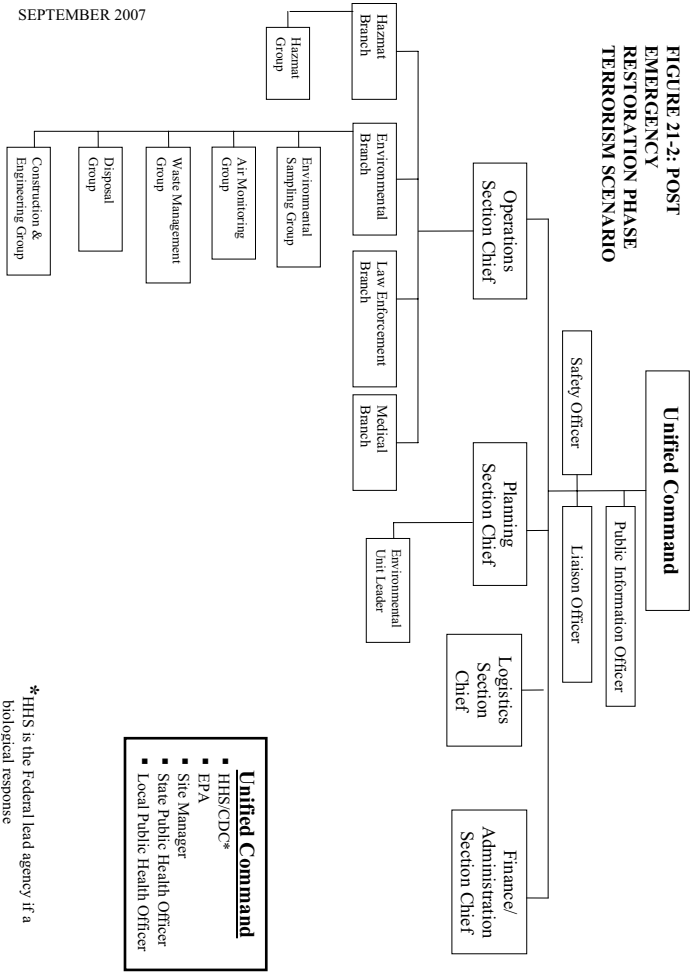 FIGURE 21-2: POST
EMERGENCY
RESTORATION PHASE
TERRORISM SCENARIO
Unified Command
Public Information Officer
Safety Officer
Liaison Officer
Operations
Section Chief
Planning
Section Chief
Logistics
Section
Chief
Finance/
Administration
Section Chief
Hazmat
Branch
Environmental
Branch
Law Enforcement
Branch
Medical
Branch
Environmental
Unit Leader
Hazmat
Group
Environmental
Sampling Group
Air Monitoring
Group
Waste Management
Group
Disposal
Group
Construction &
Engineering Group
Unified Command
▪ HHS/CDC*
▪ EPA
▪ Site Manager
▪ State Public Health Officer
▪ Local Public Health Officer
*HHS is the Federal lead agency if a
biological response
SEPTEMBER 2007